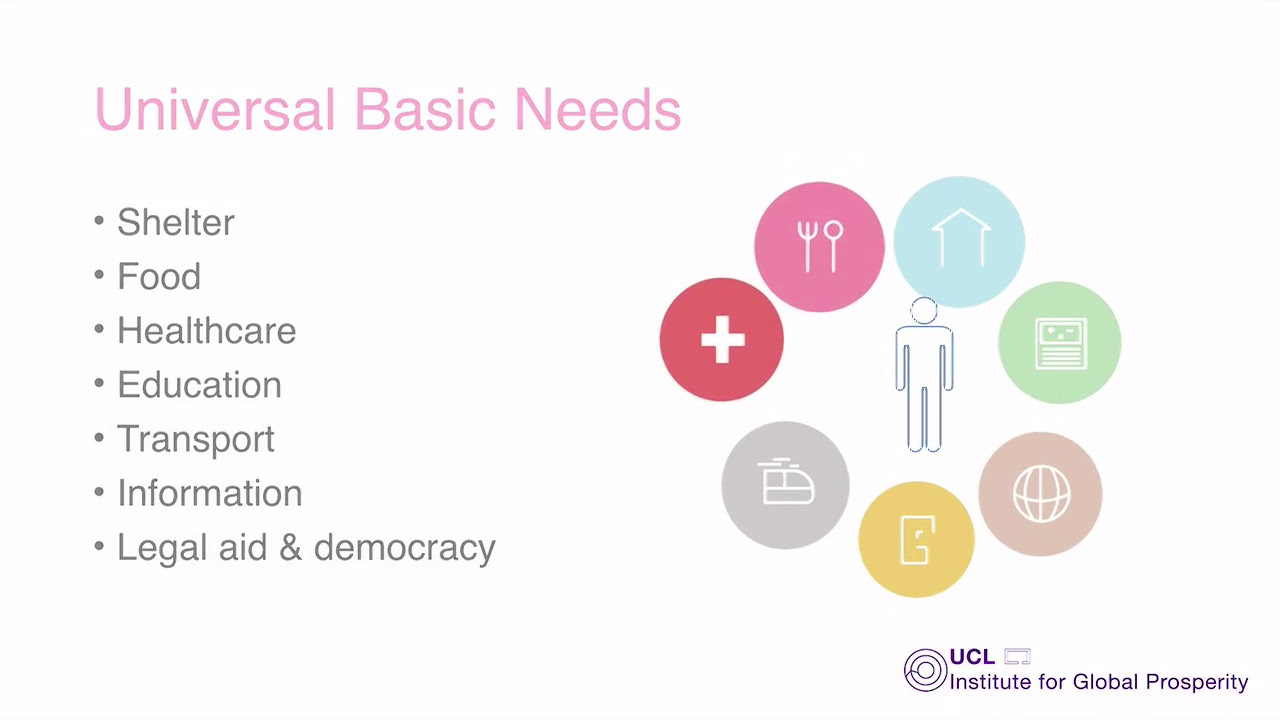 Universal Basic Needs
• Shelter
• Food
• Healthcare
• Education
• Transport
• Information
• Legal aid & democracy
UCL
Institute for Global Prosperity